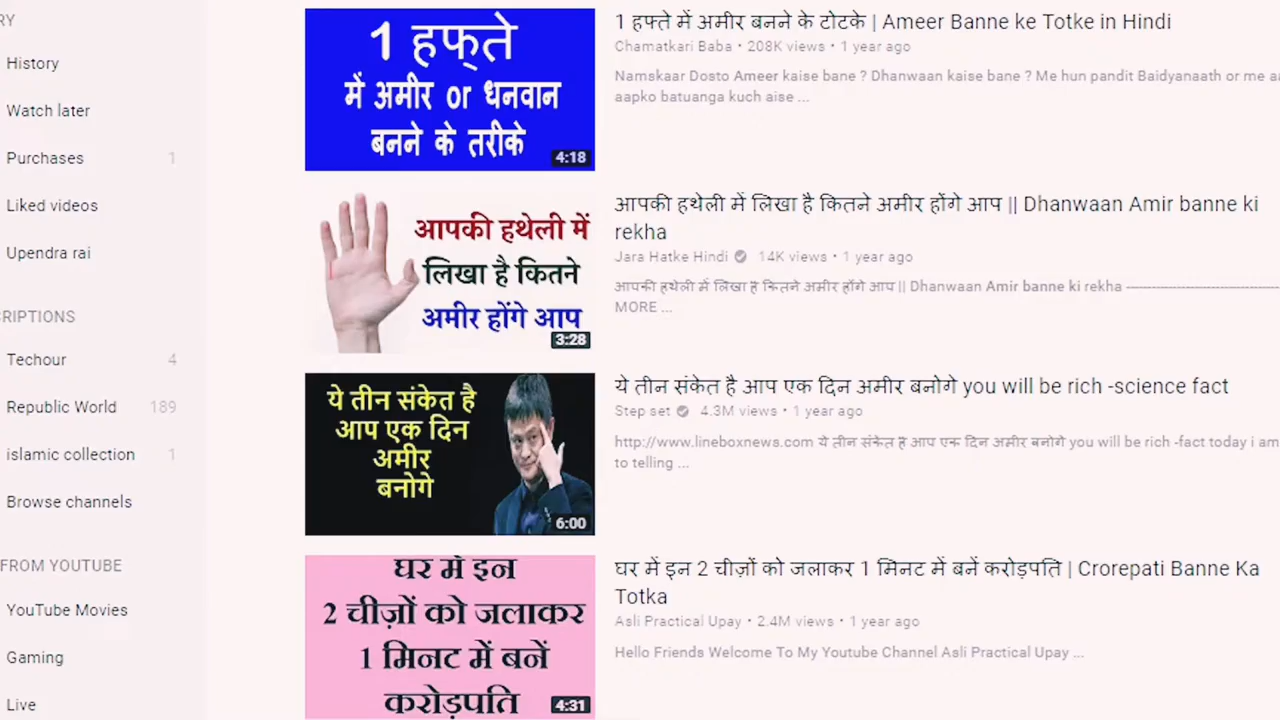 RY
History
Watch later
Purchases 1
Liked videos
Upendra rai
CRIPTIONS
Techour 4
Republic World 189
islamic collection 1
Browse channels
FROM YOUTUBE
YouTube Movies
Gaming
Live
1 हफ्ते
में अमीर or धनवान
बनने के तरीके
4:18
1 हफ्ते में अमीर बनने के टोटके | Ameer Banne ke Totke in Hindi
Chamatkari Baba • 208K views • 1 year ago
Namskaar Dosto Ameer kaise bane ? Dhanwaan kaise bane ? Me hun pandit Baidyanaath or me aa
aapko batuanga kuch aise ...
आपकी हथेली में
लिखा है कितने
अमीर होंगे आप
3:28
आपकी हथेली में लिखा है कितने अमीर होंगे आप || Dhanwaan Amir banne ki
rekha
Jara Hatke Hindi 14K views • 1 year ago
आपकी हथेली में लिखा है कितने अमीर होंगे आप || Dhanwaan Amir banne ki rekha ------------------------------
MORE ...
ये तीन संकेत है
आप एक दिन
अमीर
बनोगे
6:00
ये तीन संकेत है आप एक दिन अमीर बनोगे you will be rich -science fact
Step set 4.3M views • 1 year ago
http://www.lineboxnews.com ये तीन संकेत है आप एक दिन अमीर बनोगे you will be rich -fact today i am
to telling ...
घर में इन
2 चीज़ों को जलाकर
1 मिनट में बनें
करोड़पति
4:31
घर में इन 2 चीज़ों को जलाकर 1 मिनट में बनें करोड़पति | Crorepati Banne Ka
Totka
Asli Practical Upay • 2.4M views • 1 year ago
Hello Friends Welcome To My Youtube Channel Asli Practical Upay ...